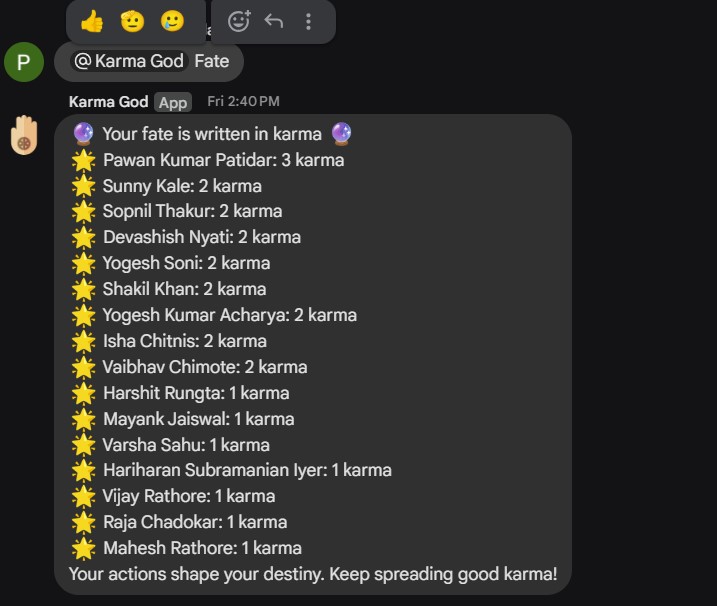 P
@Karma God Fate
Karma God App Fri 2:40 PM
Your fate is written in karma
Pawan Kumar Patidar: 3 karma
Sunny Kale: 2 karma
Sopnil Thakur: 2 karma
Devashish Nyati: 2 karma
Yogesh Soni: 2 karma
Shakil Khan: 2 karma
Yogesh Kumar Acharya: 2 karma
Isha Chitnis: 2 karma
Vaibhav Chimote: 2 karma
Harshit Rungta: 1 karma
Mayank Jaiswal: 1 karma
Varsha Sahu: 1 karma
Hariharan Subramanian Iyer: 1 karma
Vijay Rathore: 1 karma
Raja Chadokar: 1 karma
Mahesh Rathore: 1 karma
Your actions shape your destiny. Keep spreading good karma!